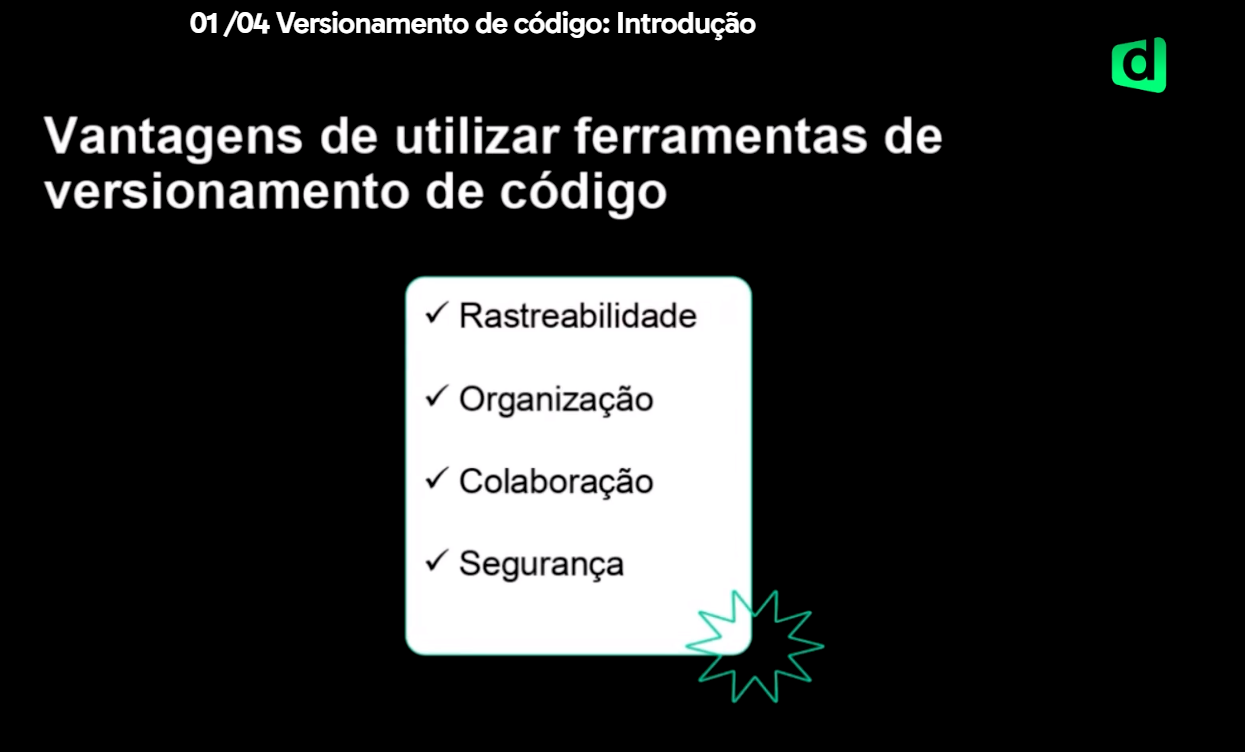 01 /04 Versionamento de código: Introdução
d
Vantagens de utilizar ferramentas de
versionamento de código
✓ Rastreabilidade
✓ Organização
✓ Colaboração
✓ Segurança